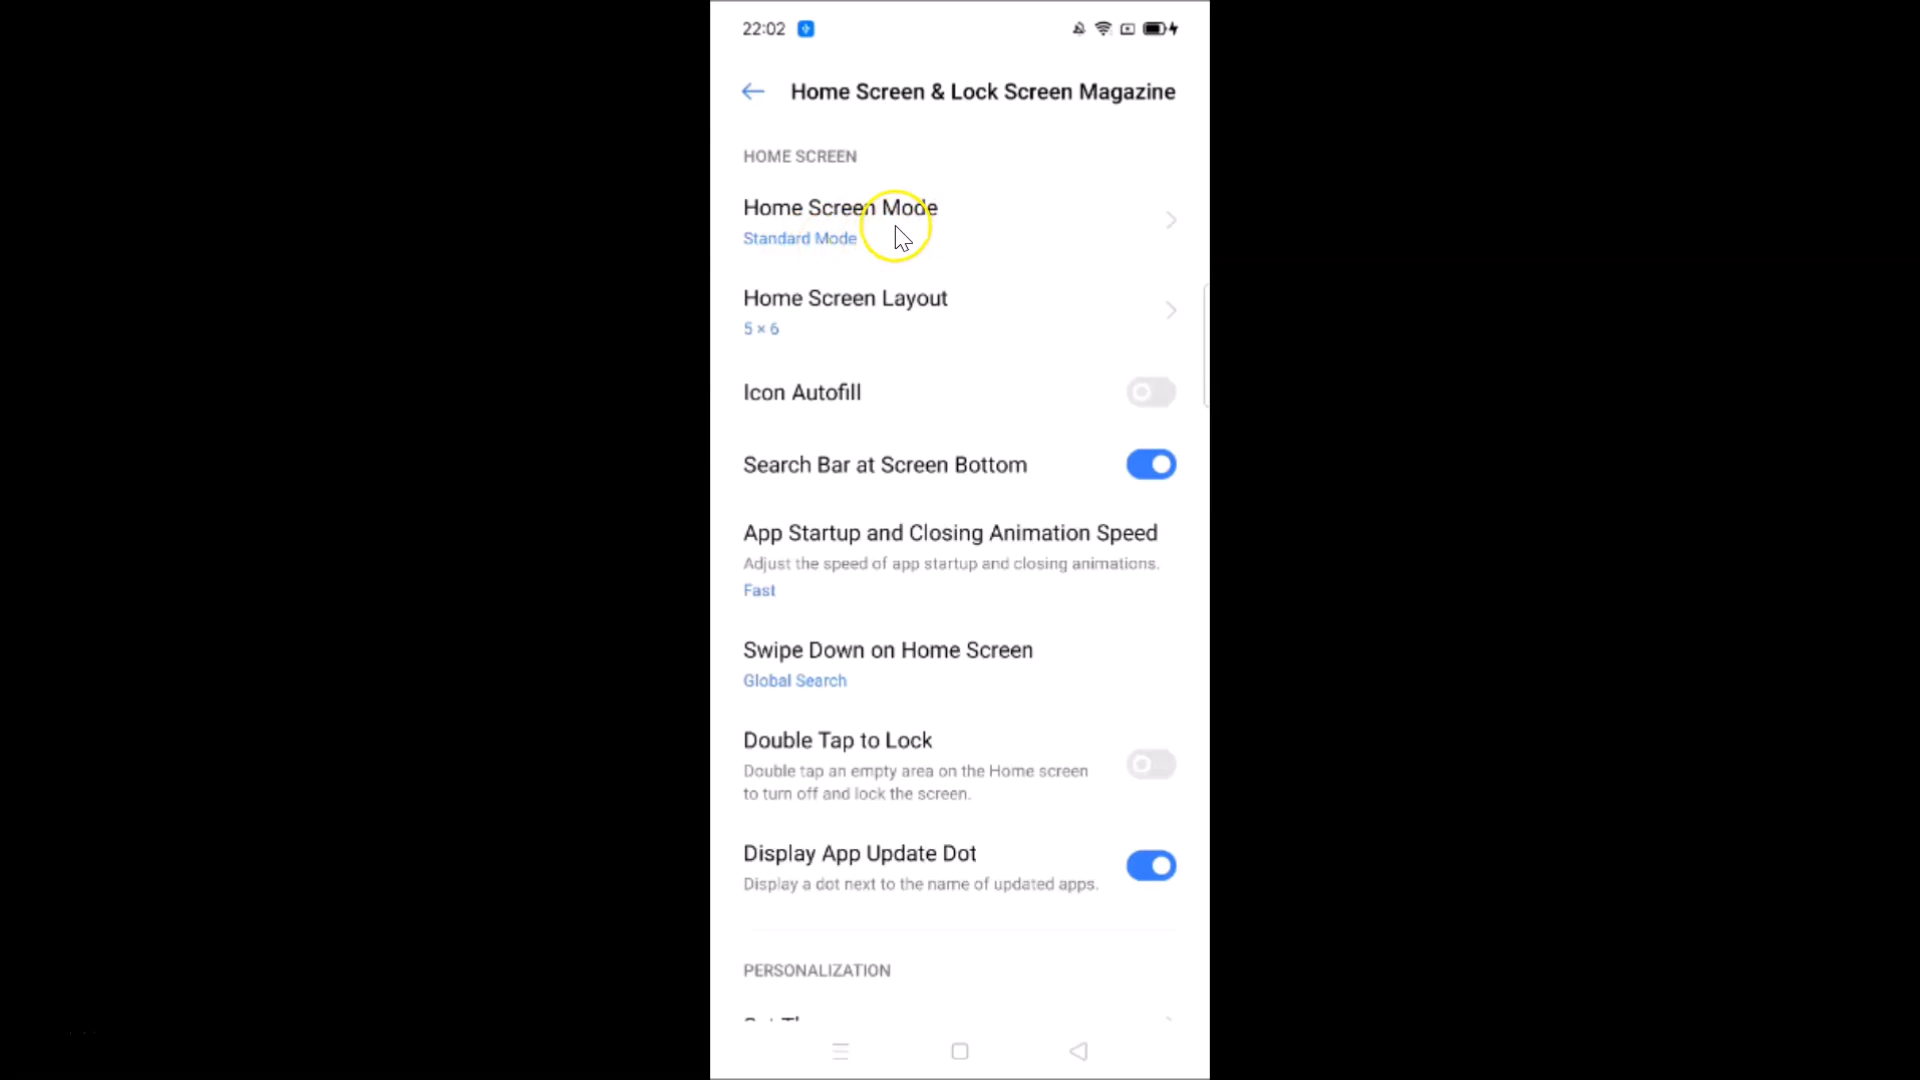 22:02
Home Screen & Lock Screen Magazine
HOME SCREEN
Home Screen Mode
Standard Mode
Home Screen Layout
5 × 6
Icon Autofill
Search Bar at Screen Bottom
App Startup and Closing Animation Speed
Adjust the speed of app startup and closing animations.
Fast
Swipe Down on Home Screen
Global Search
Double Tap to Lock
Double tap an empty area on the Home screen
to turn off and lock the screen.
Display App Update Dot
Display a dot next to the name of updated apps.
PERSONALIZATION